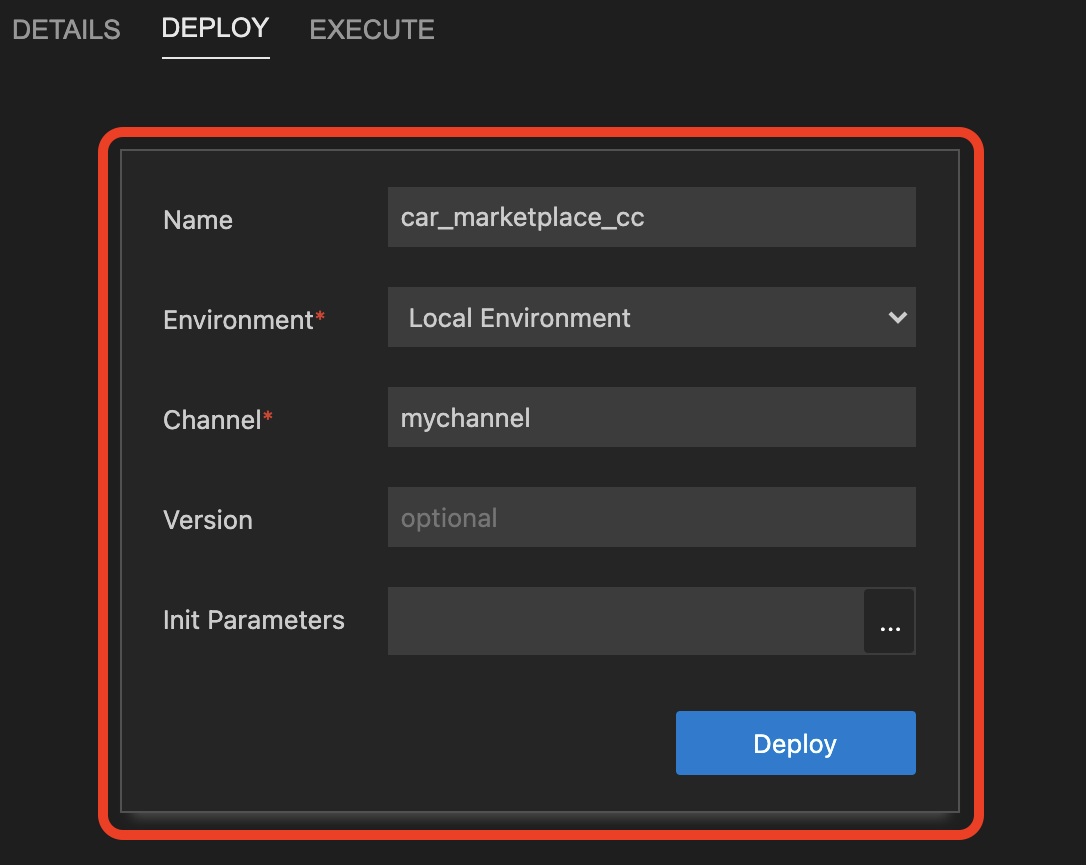 DETAILS DEPLOY EXECUTE
Name car_marketplace_cc
Environment* Local Environment
Channel* mychannel
Version optional
Init Parameters ...
Deploy